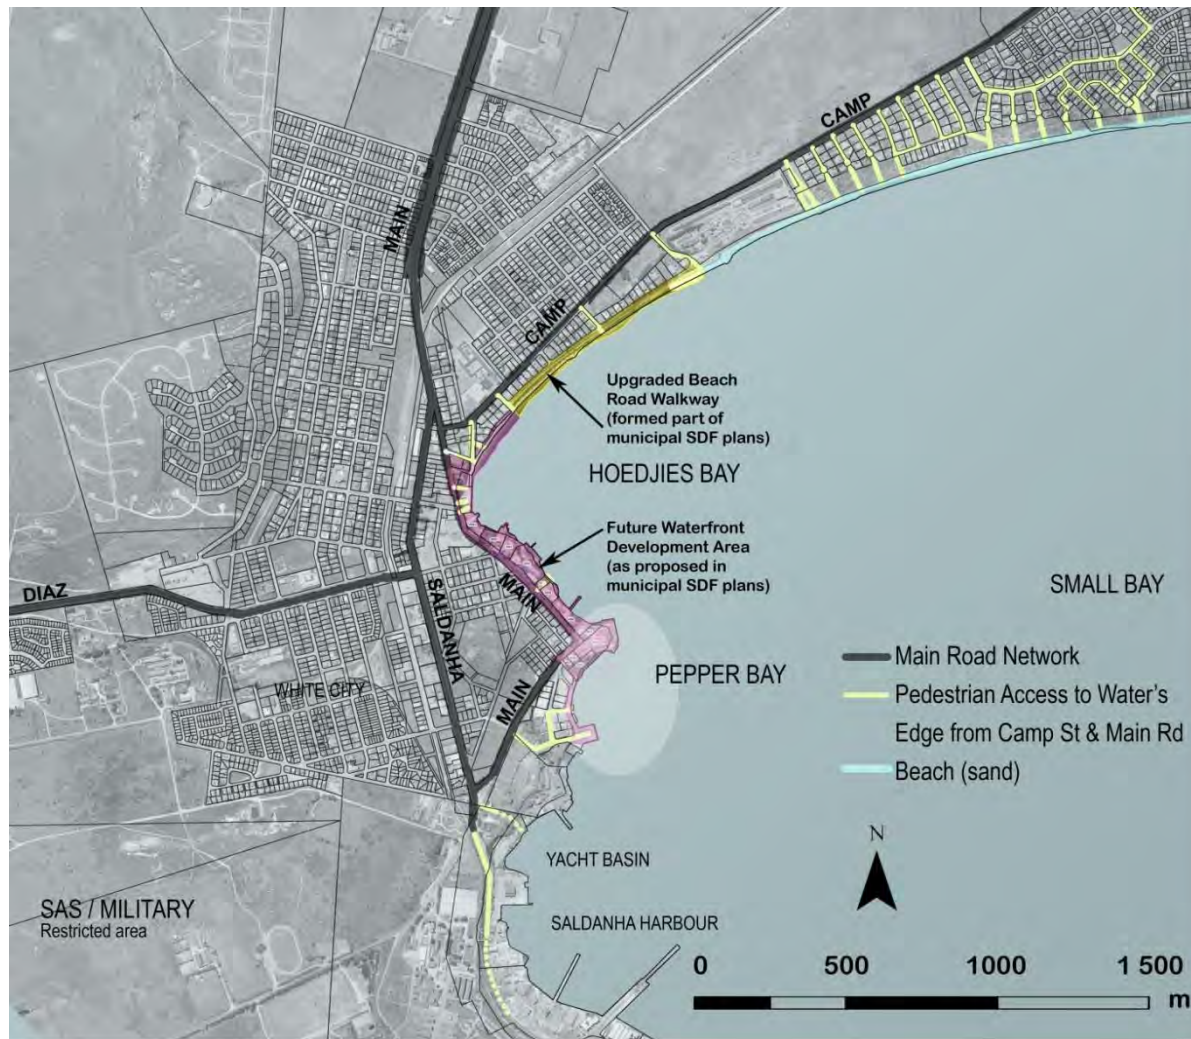 CAMP
MAIN
CAMP
Upgraded Beach
Road Walkway
(formed part of
municipal SDF plans)
HOEDJIES BAY
Future Waterfront
Development Area
(as proposed in
municipal SDF plans)
DIAZ
MAIN
SALDANHA
SMALL BAY
WHITE CITY
MAIN
PEPPER BAY
Main Road Network
Pedestrian Access to Water's
Edge from Camp St & Main Rd
Beach (sand)
N
YACHT BASIN
SAS / MILITARY
Restricted area
SALDANHA HARBOUR
0 500 1000 1 500
m